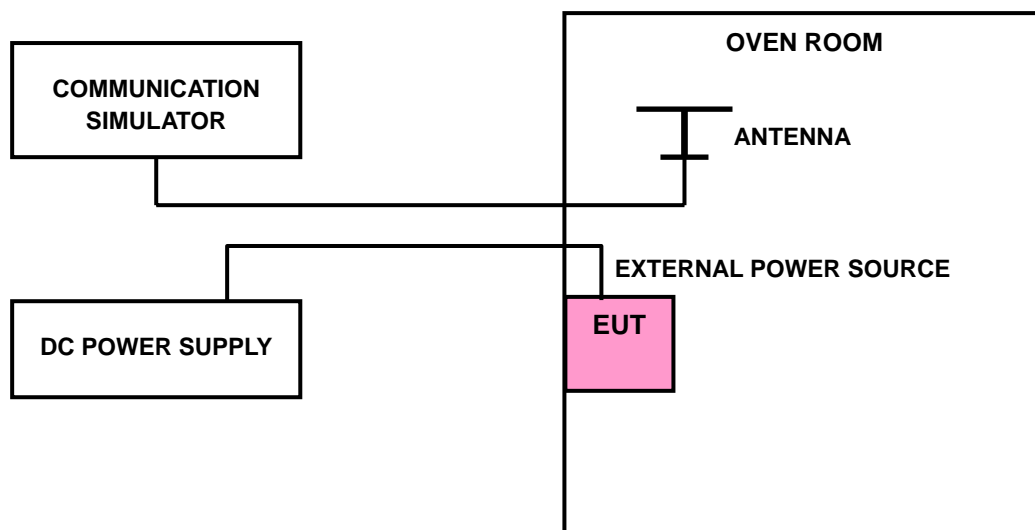 OVEN ROOM
COMMUNICATION
SIMULATOR
ANTENNA
EXTERNAL POWER SOURCE
EUT
DC POWER SUPPLY